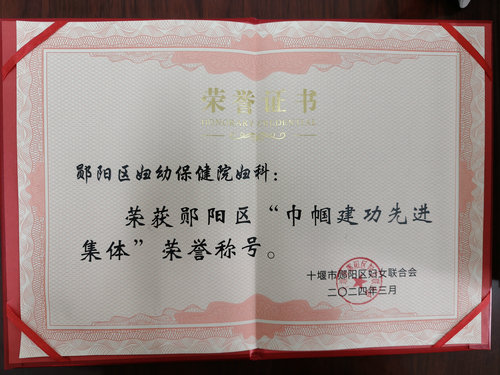 荣誉证书
郧阳区妇幼保健院妇科：
荣获郧阳区“巾帼建功先进
集体”荣誉称号。
十堰市郧阳区妇女联合会
二〇二四年三月